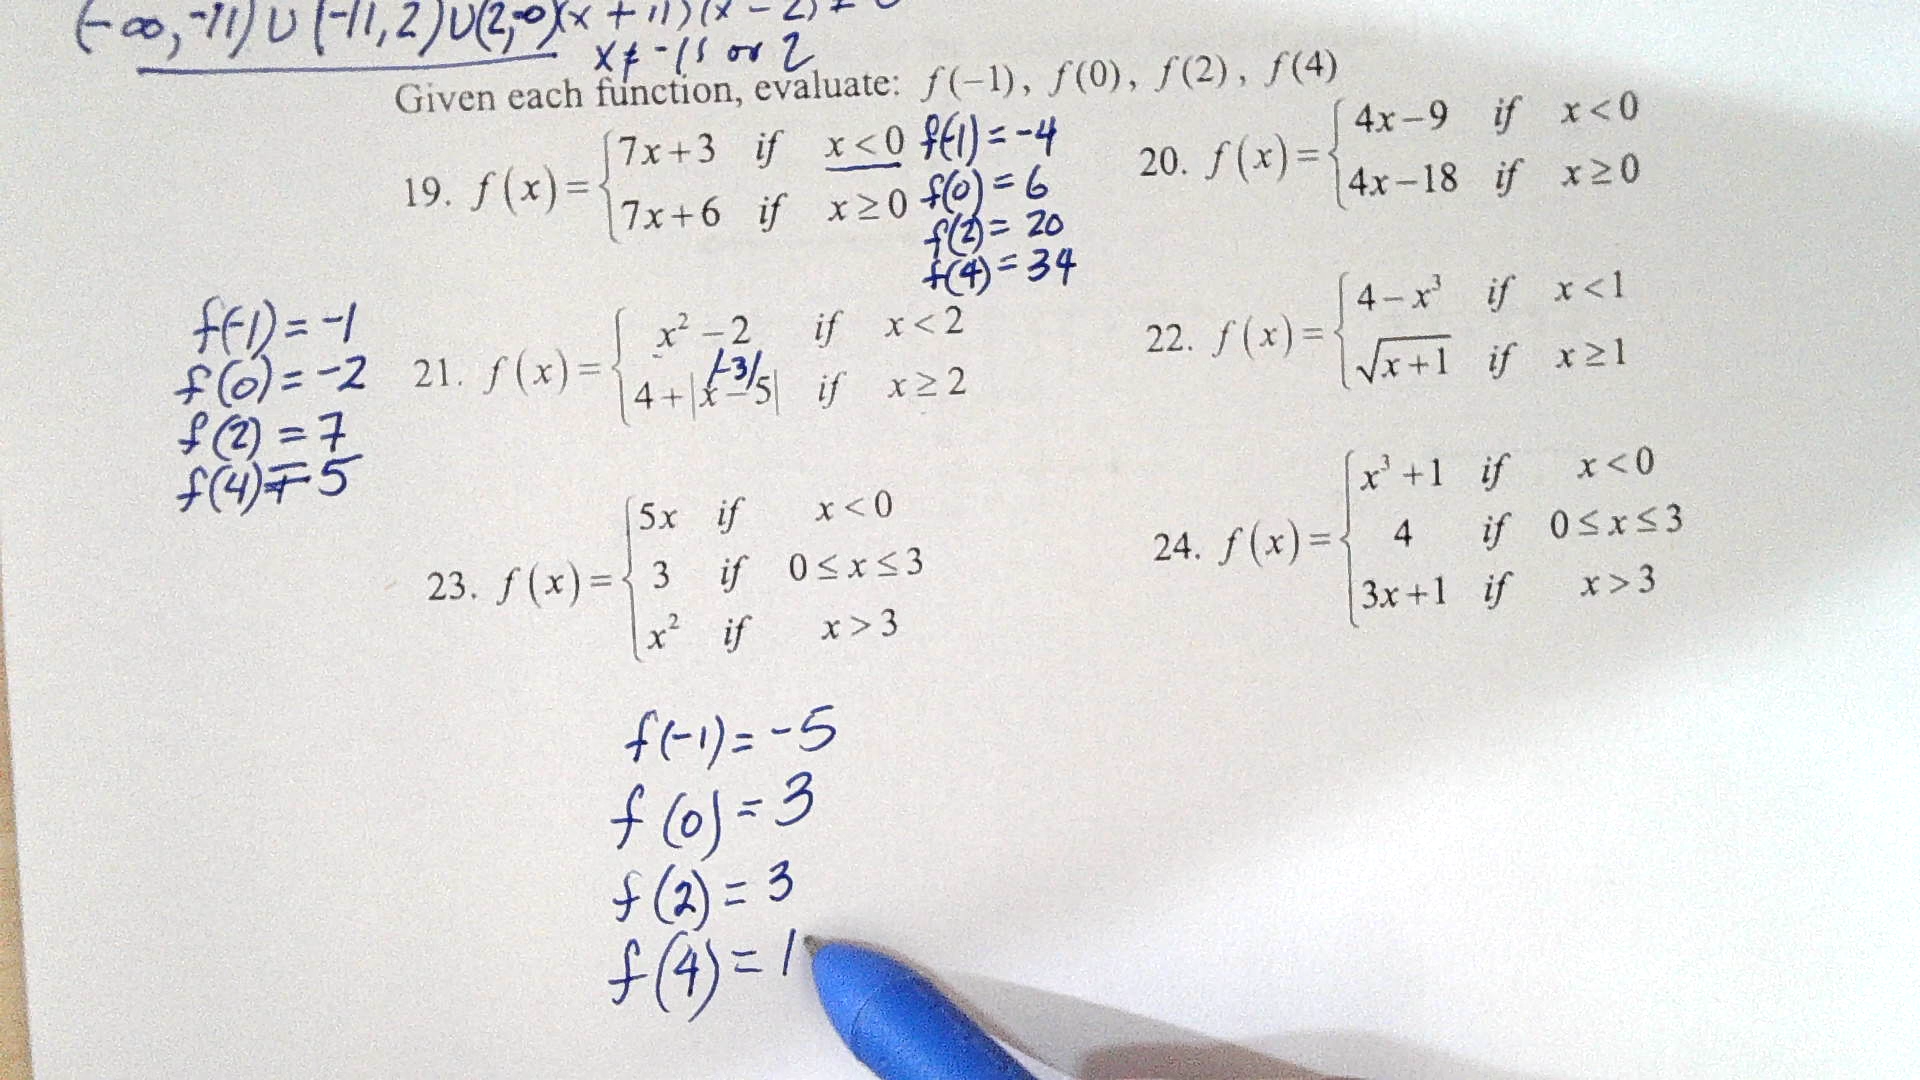 (-∞,-11)∪(-11,2)∪(2,∞)(x+11)(x-2)≠0
x≠-11 or 2
Given each function, evaluate: f(−1), f(0), f(2), f(4)
19. f(x)={7x+3 if x<0
7x+6 if x≥0
f(-1)=-4
f(0)=6
f(2)=20
f(4)=34
20. f(x)={4x−9 if x<0
4x−18 if x≥0
f(-1)=-1
f(0)=-2
f(2)=7
f(4)=5
21. f(x)={x²−2 if x<2
|-3|
4+|x−5| if x≥2
22. f(x)={4−x³ if x<1
√x+1 if x≥1
23. f(x)={5x if x<0
3 if 0≤x≤3
x² if x>3
24. f(x)={x³+1 if x<0
4 if 0≤x≤3
3x+1 if x>3
f(-1)=-5
f(0)=3
f(2)=3
f(4)=1